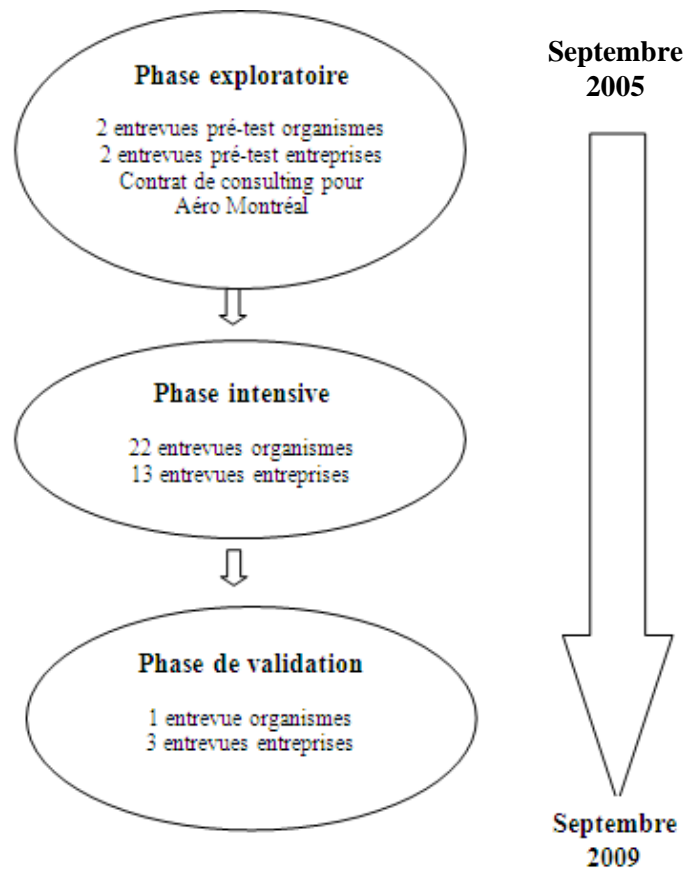 Phase exploratoire
2 entrevues pré-test organismes
2 entrevues pré-test entreprises
Contrat de consulting pour
Aéro Montréal
Phase intensive
22 entrevues organismes
13 entrevues entreprises
Phase de validation
1 entrevue organismes
3 entrevues entreprises
Septembre
2005
Septembre
2009